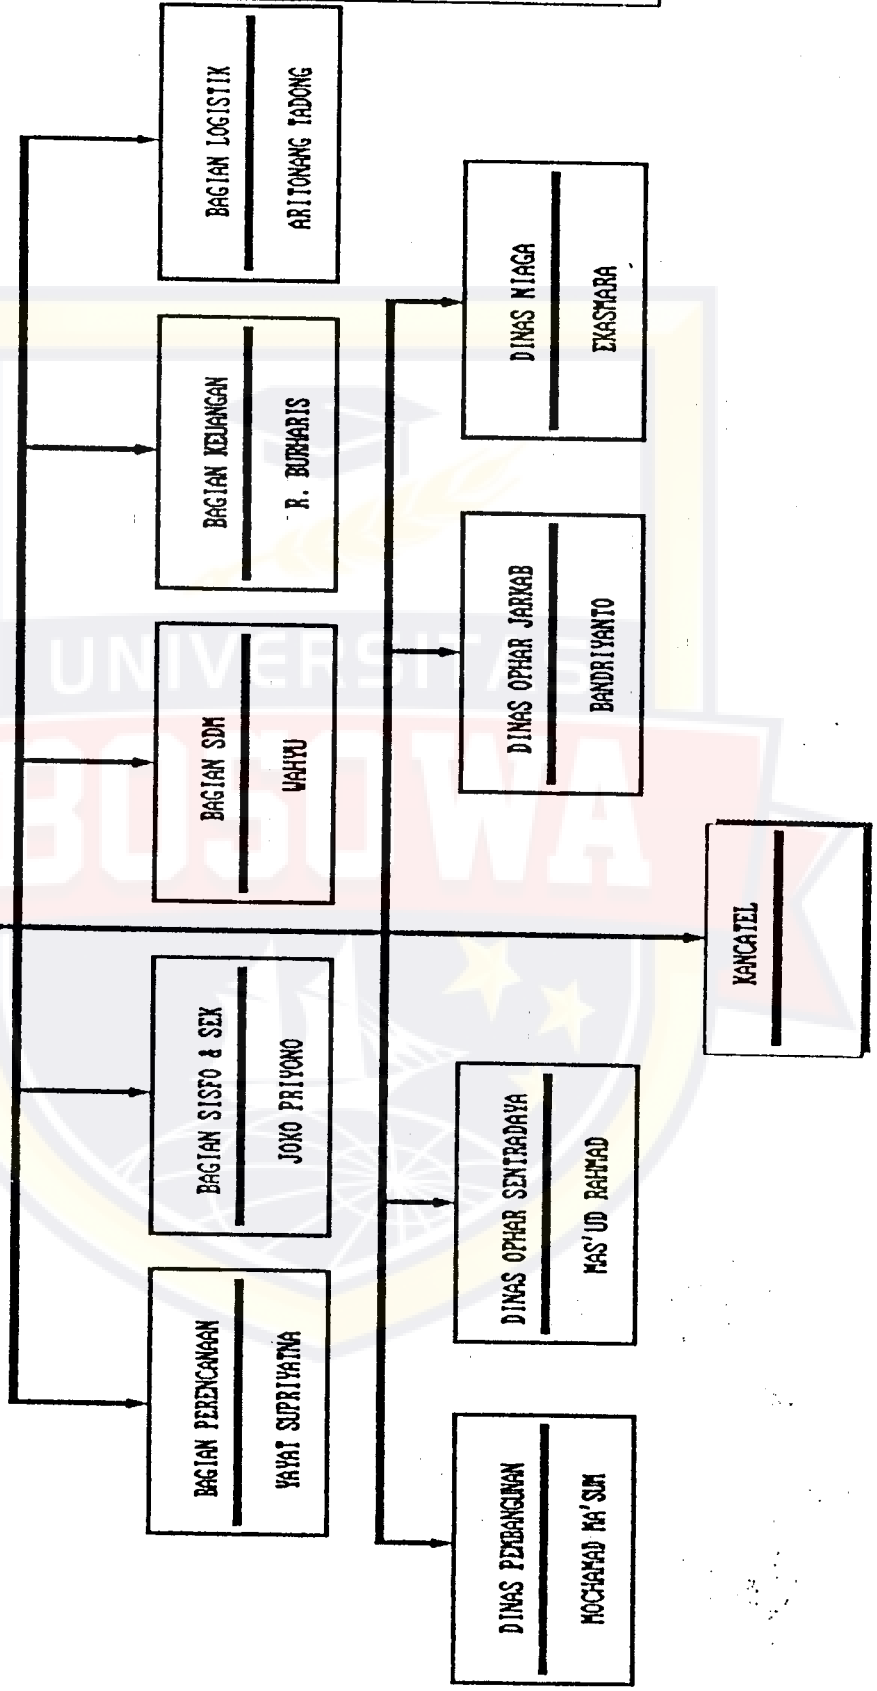 BAGIAN PERENCANAAN
YAYAT SUPRIYATNA
BAGIAN SISFO & SEK
JOKO PRIYONO
BAGIAN SDM
WAHYU
BAGIAN KEUANGAN
R. BURHARIS
BAGIAN LOGISTIK
ARITONANG TADONG
DINAS PEMBANGUNAN
MOCHAMAD MA'SUM
DINAS OPHAR SENTRADAYA
MAS'UD RAHMAD
DINAS OPHAR JARKAB
BANDRIYANTO
DINAS NIAGA
EKASMARA
KANCATEL
UNIVERSITAS
BOSOWA